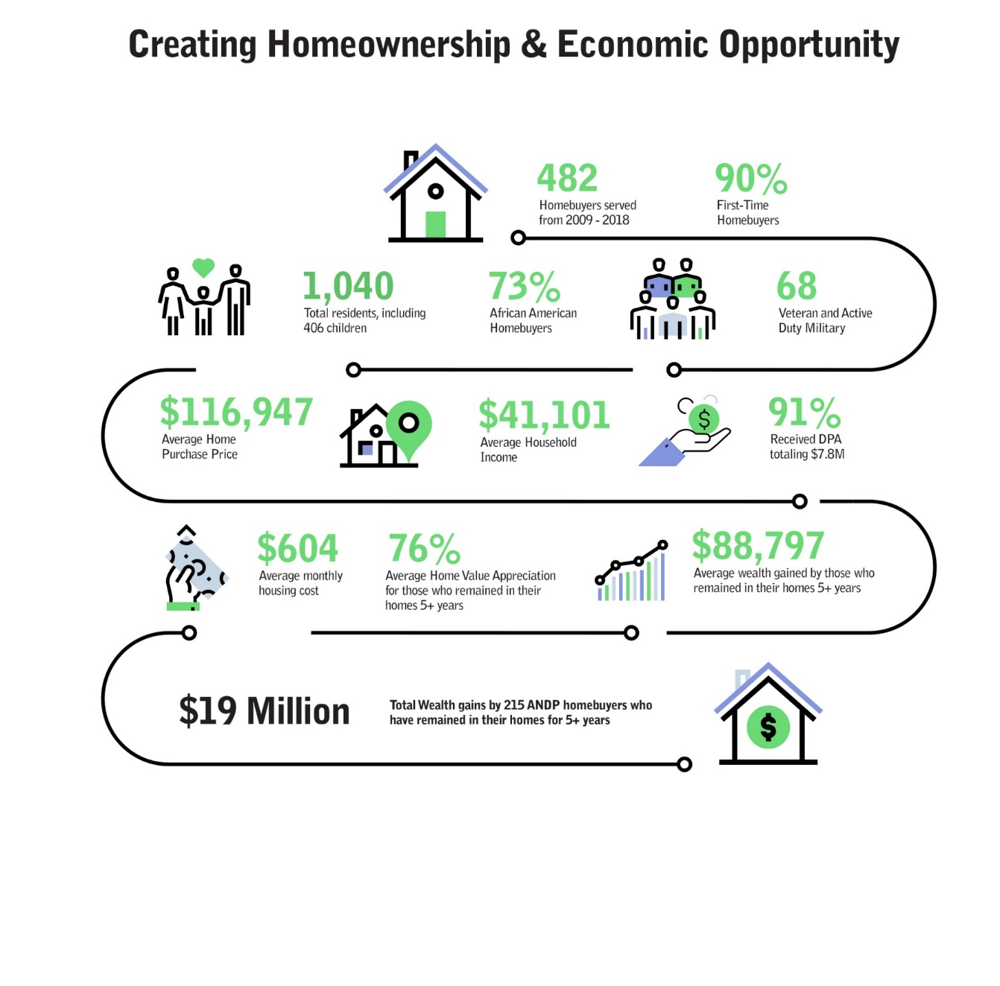 Creating Homeownership & Economic Opportunity
482
Homebuyers served
from 2009 - 2018
90%
First-Time
Homebuyers
1,040
Total residents, including
406 children
73%
African American
Homebuyers
68
Veteran and Active
Duty Military
$116,947
Average Home
Purchase Price
$41,101
Average Household
Income
$
91%
Received DPA
totaling $7.8M
$604
Average monthly
housing cost
76%
Average Home Value Appreciation
for those who remained in their
homes 5+ years
$88,797
Average wealth gained by those who
remained in their homes 5+ years
$19 Million
Total Wealth gains by 215 ANDP homebuyers who
have remained in their homes for 5+ years
$